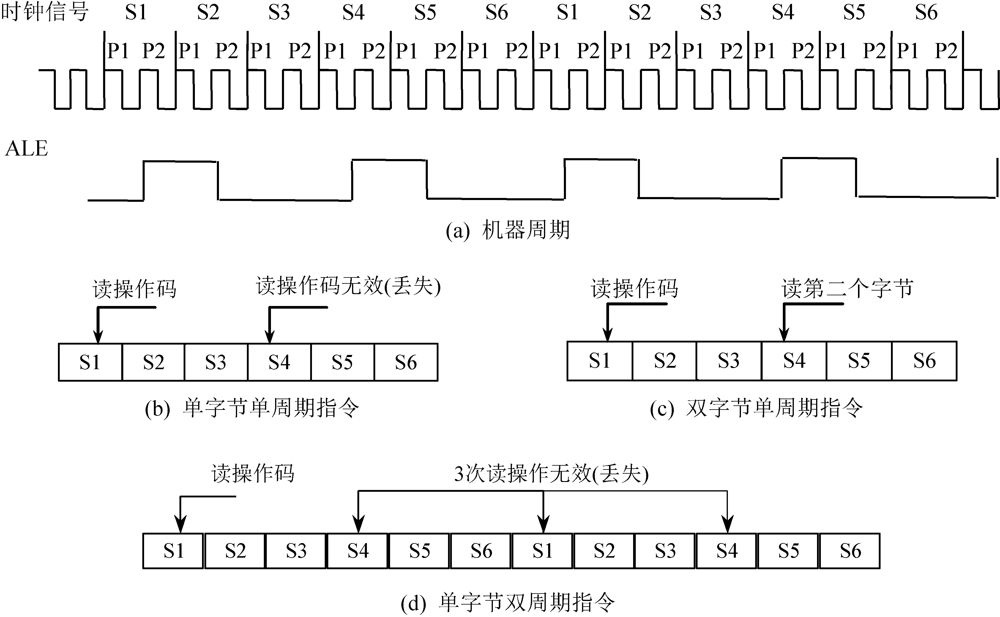 时钟信号 S1 S2 S3 S4 S5 S6 S1 S2 S3 S4 S5 S6
P1 P2 P1 P2 P1 P2 P1 P2 P1 P2 P1 P2 P1 P2 P1 P2 P1 P2 P1 P2 P1 P2 P1 P2
ALE
(a) 机器周期
读操作码 读操作码无效(丢失) 读操作码 读第二个字节
S1 S2 S3 S4 S5 S6 S1 S2 S3 S4 S5 S6
(b) 单字节单周期指令 (c) 双字节单周期指令
读操作码 3次读操作无效(丢失)
S1 S2 S3 S4 S5 S6 S1 S2 S3 S4 S5 S6
(d) 单字节双周期指令